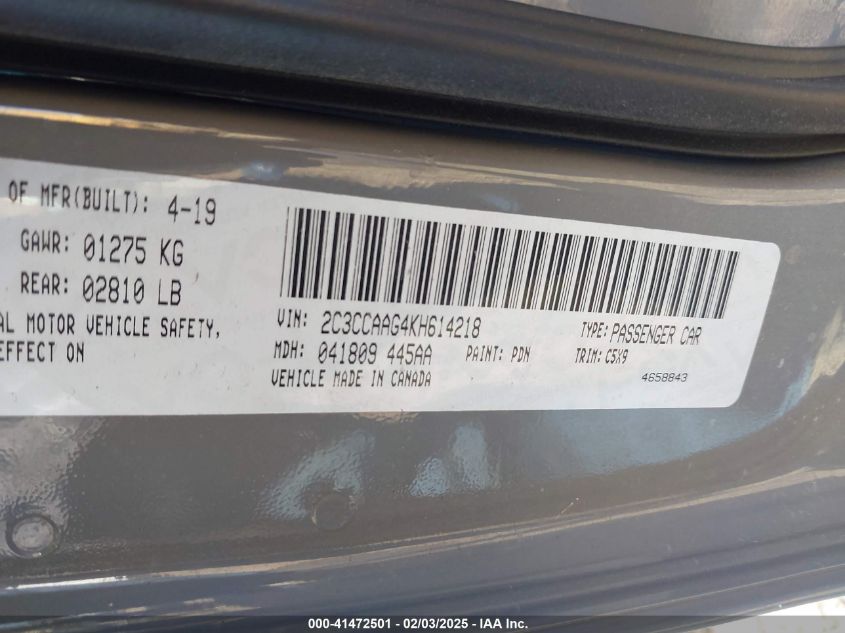 OF MFR(BUILT): 4-19
GAWR: 01275 KG
REAR: 02810 LB
AL MOTOR VEHICLE SAFETY,
EFFECT ON
VIN: 2C3CCAAG4KH614218
TYPE: PASSENGER CAR
MDH: 041809 445AA
PAINT: PDN
TRIM: C5X9
VEHICLE MADE IN CANADA
4658843
000-41472501 - 02/03/2025 - IAA Inc.